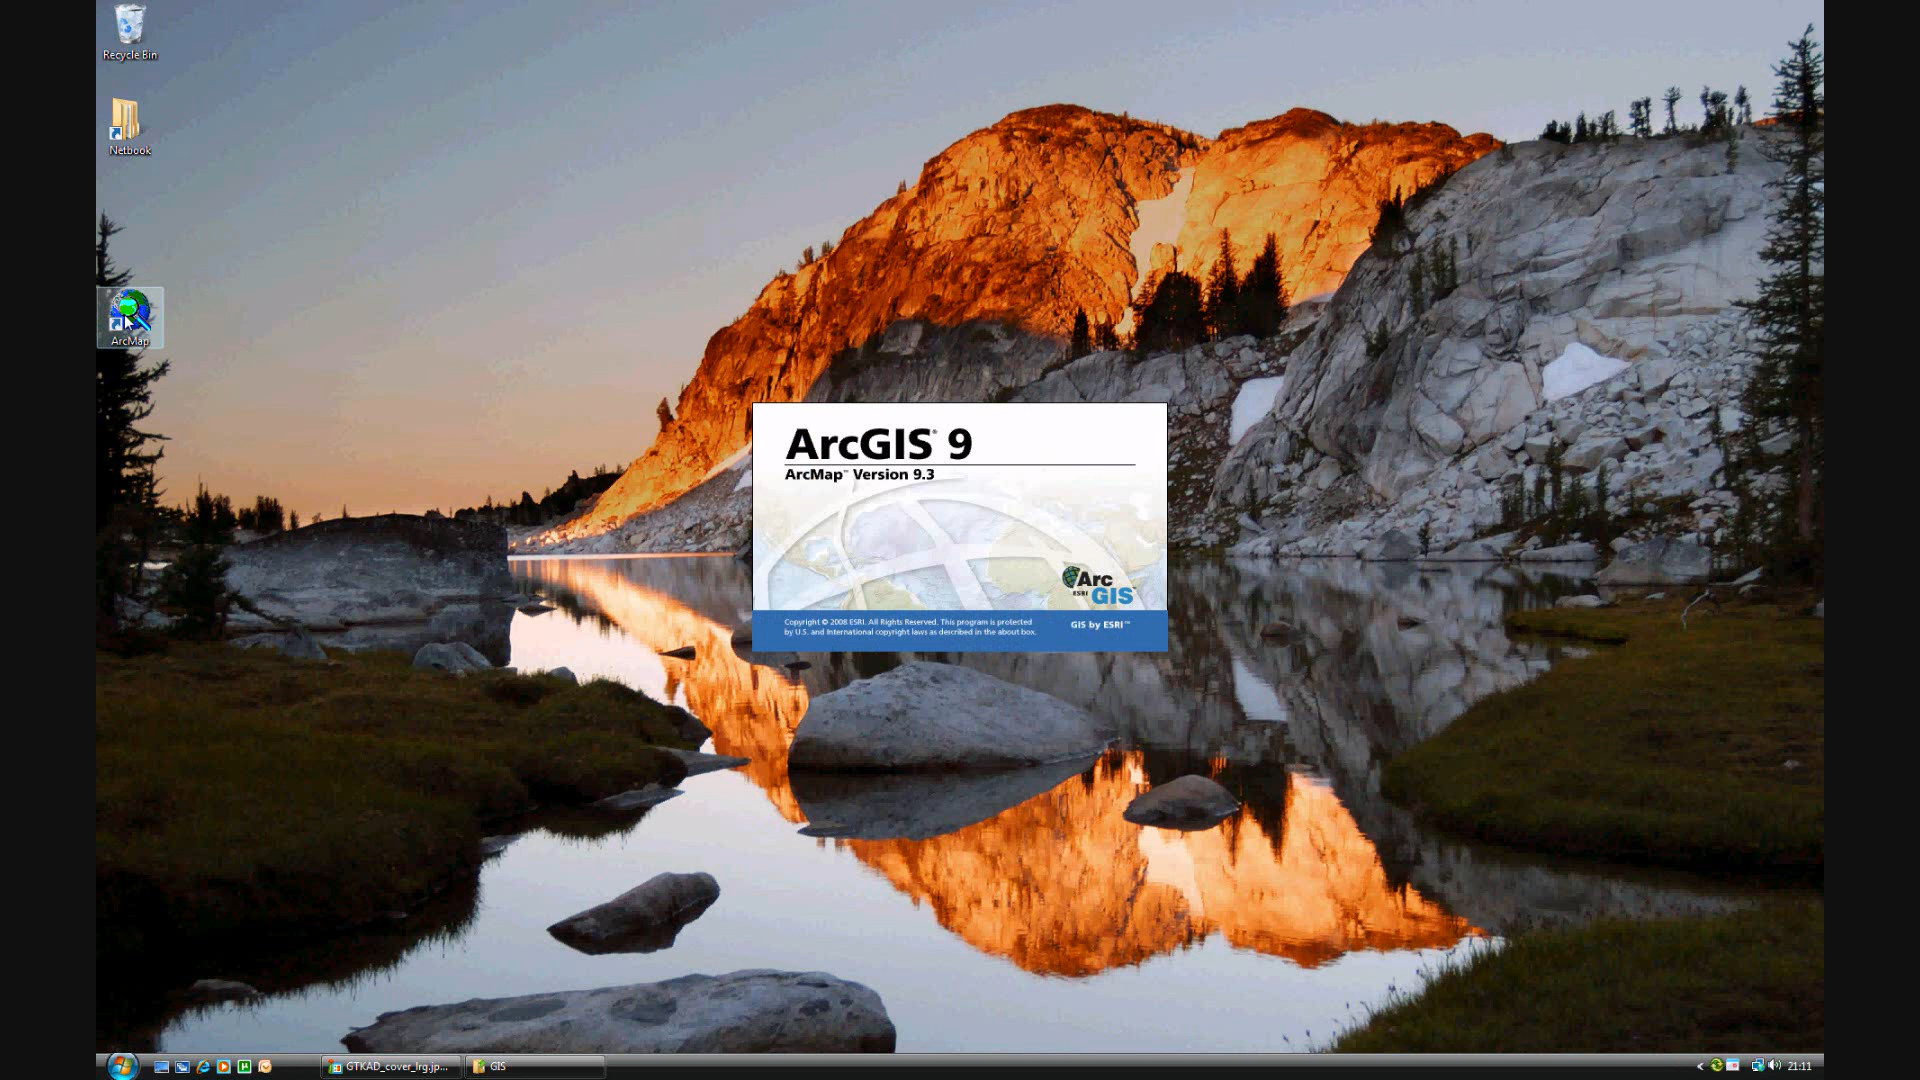 Recycle Bin
Netbook
ArcMap
ArcGIS® 9
ArcMap™ Version 9.3
Arc
ESRI GIS
Copyright © 2008 ESRI. All Rights Reserved. This program is protected
by U.S. and International copyright laws as described in the about box.
GIS by ESRI™
GTKAD_cover_lrg.jp...
GIS
21:11